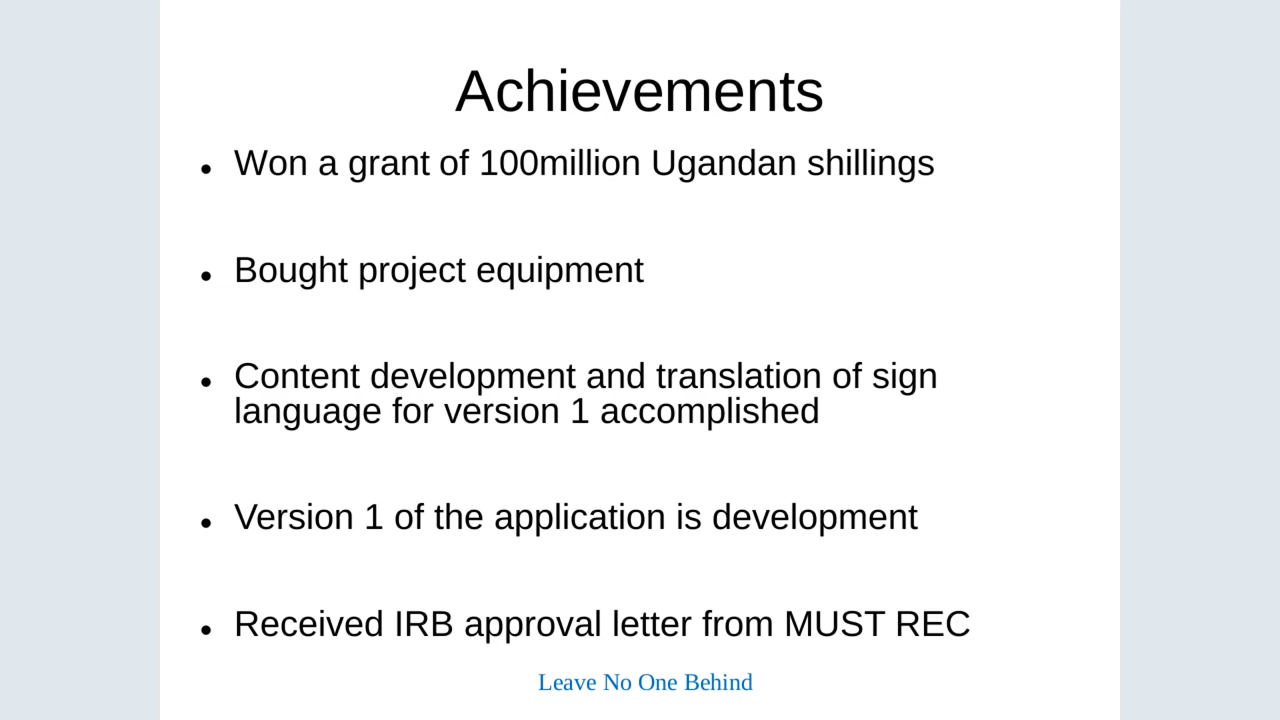 Achievements
• Won a grant of 100million Ugandan shillings
• Bought project equipment
• Content development and translation of sign
language for version 1 accomplished
• Version 1 of the application is development
• Received IRB approval letter from MUST REC
Leave No One Behind